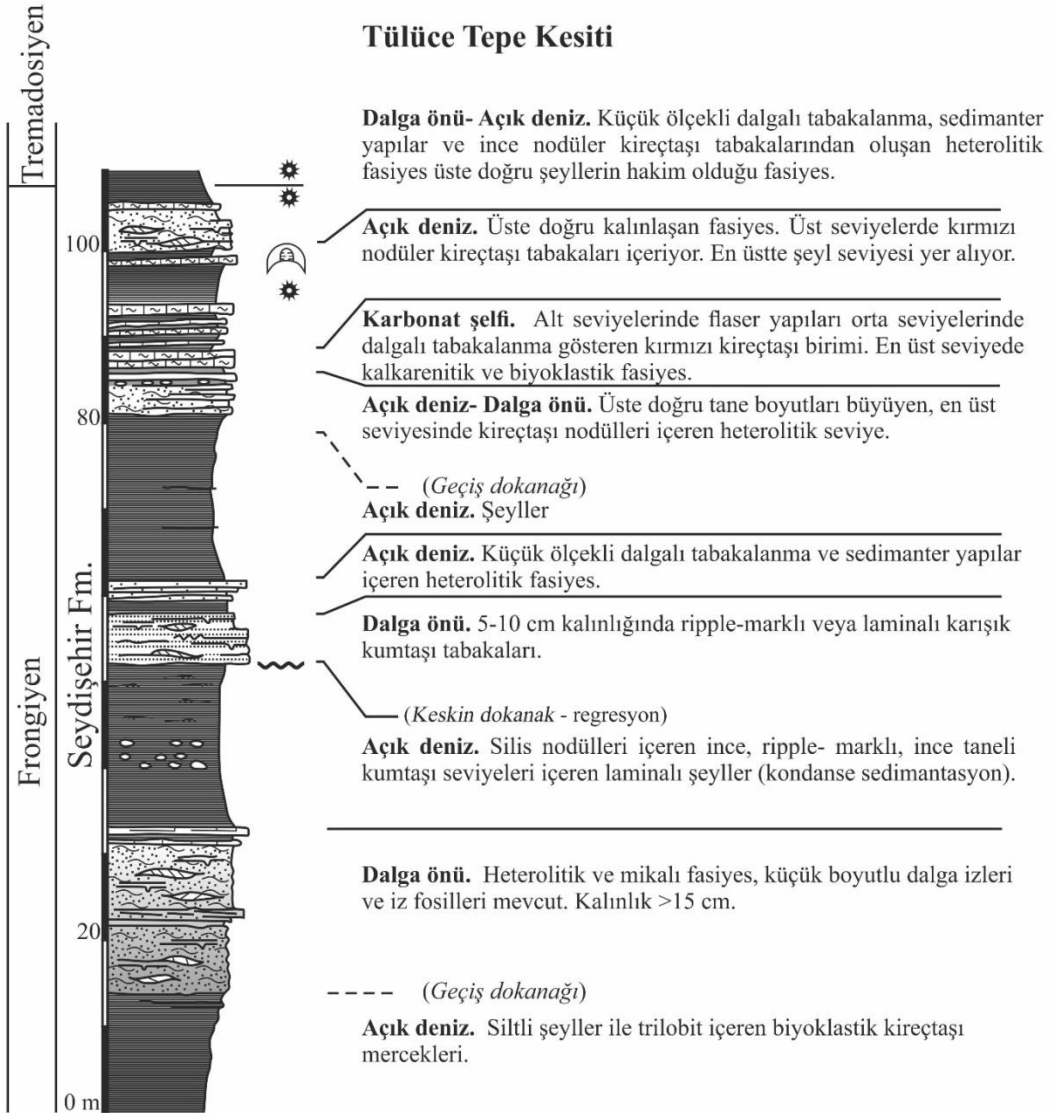 Tülüce Tepe Kesiti
Tremadosiyen
Frongiyen
Seydişehir Fm.
100
80
20
0 m
Dalga önü- Açık deniz. Küçük ölçekli dalgalı tabakalanma, sedimanter
yapılar ve ince nodüler kireçtaşı tabakalarından oluşan heterolitik
fasiyes üste doğru şeyllerin hakim olduğu fasiyes.
Açık deniz. Üste doğru kalınlaşan fasiyes. Üst seviyelerde kırmızı
nodüler kireçtaşı tabakaları içeriyor. En üstte şeyl seviyesi yer alıyor.
Karbonat şelfi. Alt seviyelerinde flaser yapıları orta seviyelerinde
dalgalı tabakalanma gösteren kırmızı kireçtaşı birimi. En üst seviyede
kalkarenitik ve biyoklastik fasiyes.
Açık deniz- Dalga önü. Üste doğru tane boyutları büyüyen, en üst
seviyesinde kireçtaşı nodülleri içeren heterolitik seviye.
(Geçiş dokanağı)
Açık deniz. Şeyller
Açık deniz. Küçük ölçekli dalgalı tabakalanma ve sedimanter yapılar
içeren heterolitik fasiyes.
Dalga önü. 5-10 cm kalınlığında ripple-marklı veya laminalı karışık
kumtaşı tabakaları.
(Keskin dokanak - regresyon)
Açık deniz. Silis nodülleri içeren ince, ripple- marklı, ince taneli
kumtaşı seviyeleri içeren laminalı şeyller (kondanse sedimantasyon).
Dalga önü. Heterolitik ve mikalı fasiyes, küçük boyutlu dalga izleri
ve iz fosilleri mevcut. Kalınlık >15 cm.
(Geçiş dokanağı)
Açık deniz. Siltli şeyller ile trilobit içeren biyoklastik kireçtaşı
mercekleri.